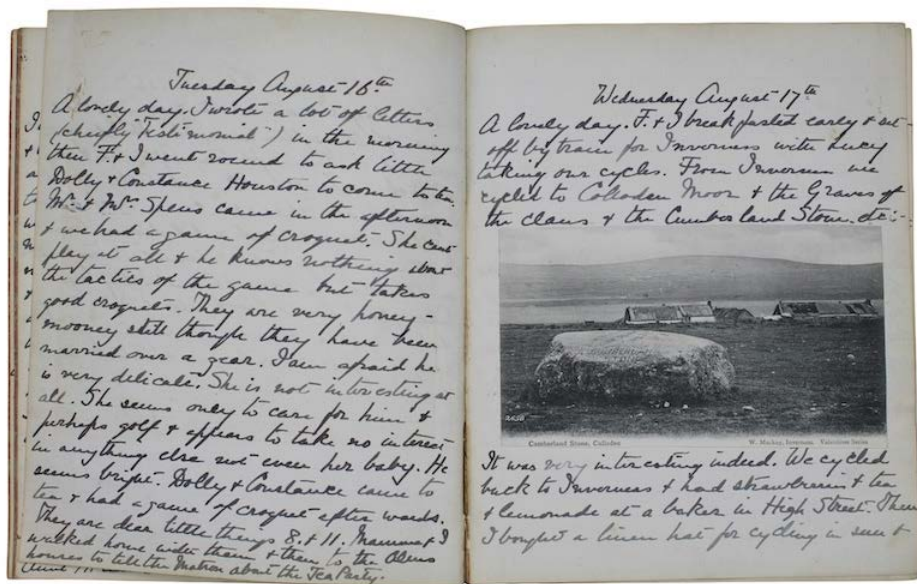 Tuesday August 16th
A lovely day. I wrote a lot of letters
(chiefly "Testimonial") in the morning
then F. & I went round to ask little
Dolly & Constance Houston to come to tea.
Mr. & Mrs. Spens came in the afternoon
& we had a game of croquet. She cant
play at all & he knows nothing about
the tactics of the game but takes
good croquets. They are very honey-
mooney still though they have been
married over a year. I am afraid he
is very delicate. She is not interesting at
all. She seems only to care for him &
perhaps golf & appears to take no interest
in anything else not even her baby. He
seems bright. Dolly & Constance came to
tea & had a game of croquet after wards.
They are dear little things 8 & 11. Mamma & I
walked home with them & then to the Alms
houses to tell the Matron about the Tea Party.
Wednesday August 17th
A lovely day. F. & I breakfasted early & set
off by train for Inverness with Lucy
taking our cycles. From Inverness we
cycled to Culloden Moor & the Graves of
the clans & the Cumberland Stone etc:-
Cumberland Stone, Culloden
W. Mackay, Inverness. Valentines Series
It was very interesting indeed. We cycled
back to Inverness & had strawberries & tea
& lemonade at a baker in High Street. Then
I bought a linen hat for cycling in sun &